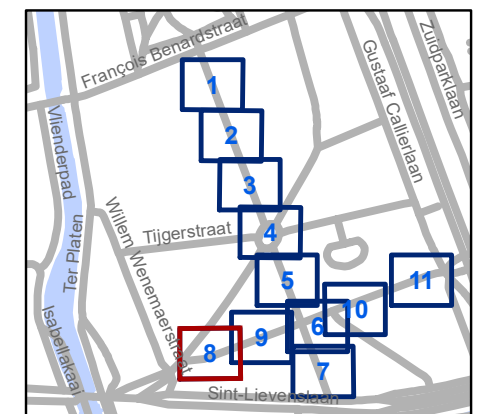 François Benardstraat
Zuidparklaan
Gustaaf Callierlaan
Vlienderpad
Ter Platen
Willem Wenemaerstraat
Tijgerstraat
Isabellakaai
Sint-Lievenslaan
1
2
3
4
5
6
7
8
9
10
11